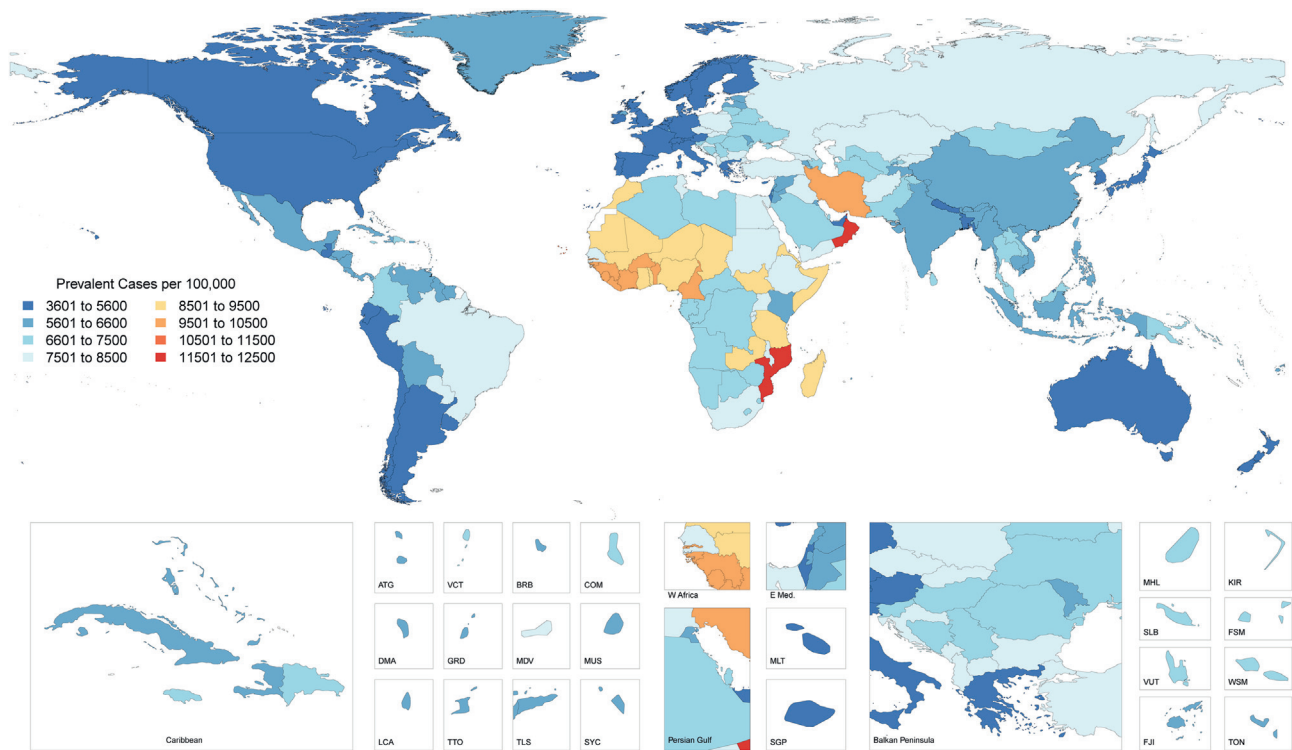 Prevalent Cases per 100,000
3601 to 5600
5601 to 6600
6601 to 7500
7501 to 8500
8501 to 9500
9501 to 10500
10501 to 11500
11501 to 12500
Caribbean
ATG
VCT
BRB
COM
DMA
GRD
MDV
MUS
LCA
TTO
TLS
SYC
W Africa
E Med.
Persian Gulf
MLT
SGP
Balkan Peninsula
MHL
KIR
SLB
FSM
VUT
WSM
FJI
TON